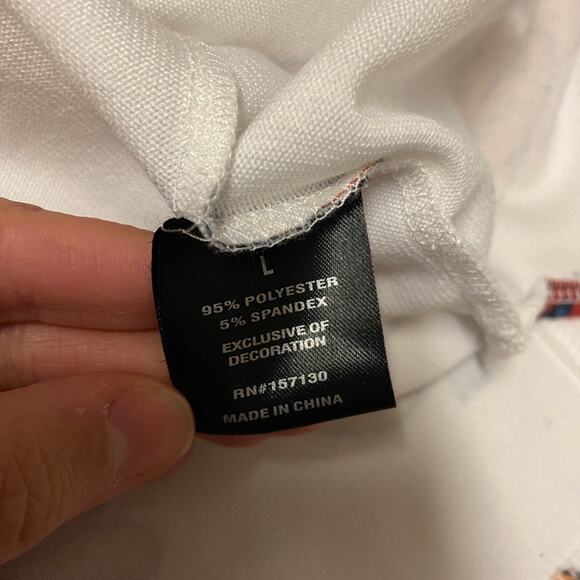 L
95% POLYESTER
5% SPANDEX
EXCLUSIVE OF
DECORATION
RN#157130
MADE IN CHINA